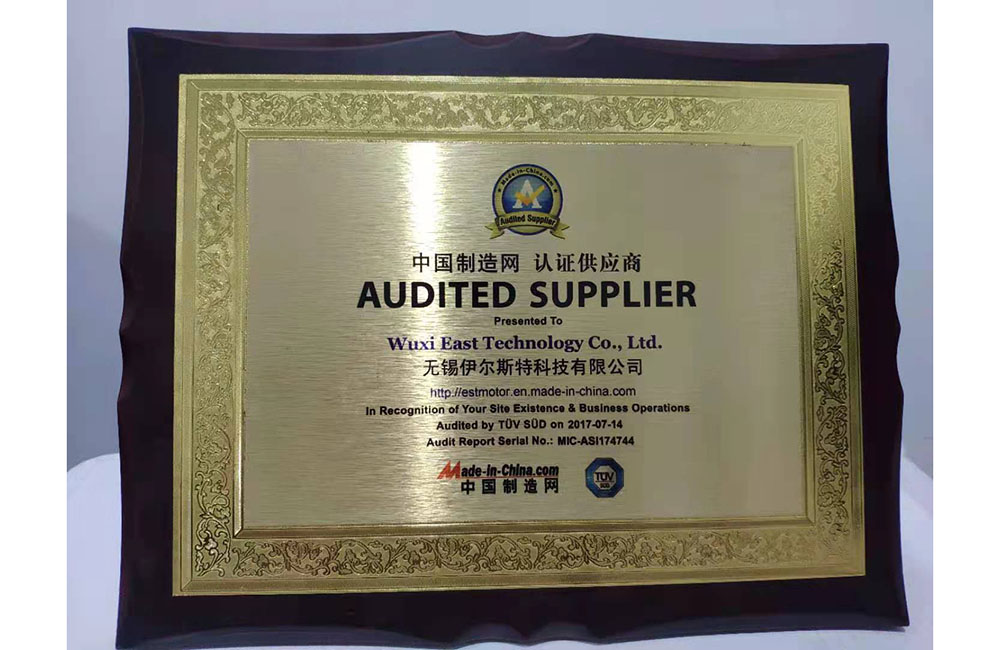 Made-in-China.com
Audited Supplier
中国制造网 认证供应商
AUDITED SUPPLIER
Presented To
Wuxi East Technology Co., Ltd.
无锡伊尔斯特科技有限公司
http://estmotor.en.made-in-china.com
In Recognition of Your Site Existence & Business Operations
Audited by TÜV SÜD on 2017-07-14
Audit Report Serial No.: MIC-ASI174744
Made-in-China.com
中国制造网
TÜV